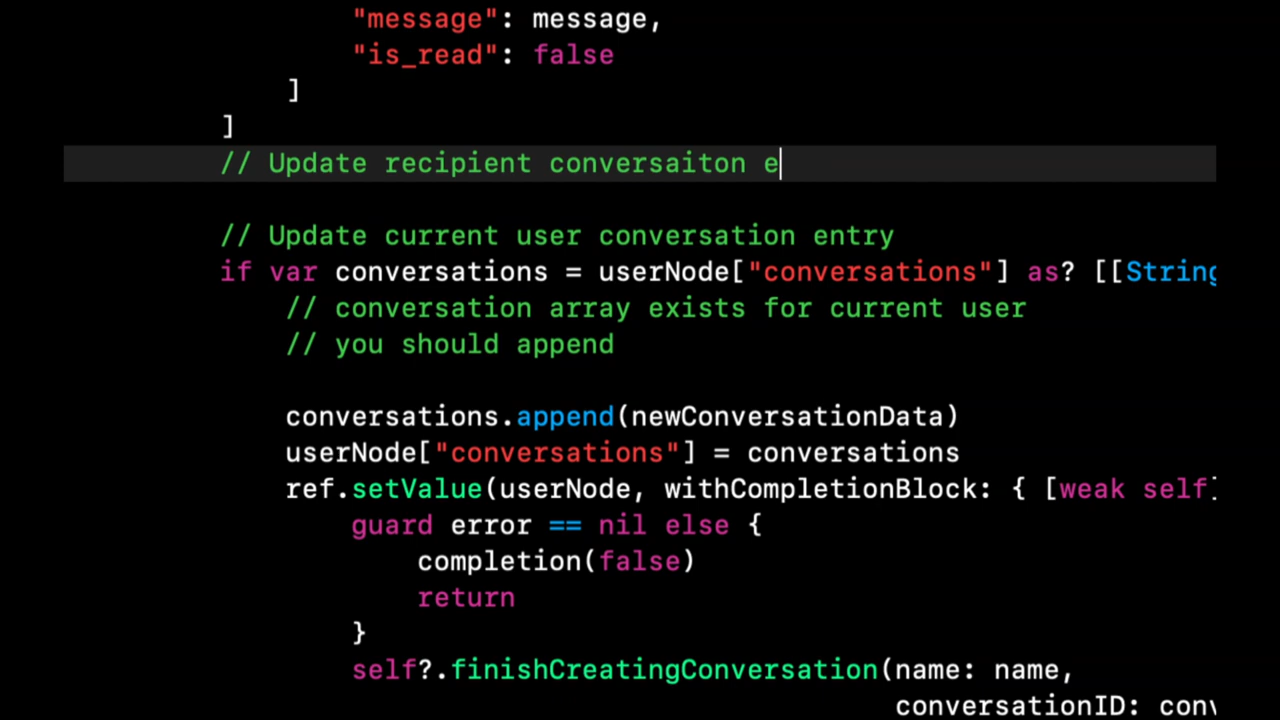 "message": message,
"is_read": false
]
]
// Update recipient conversaiton e
// Update current user conversation entry
if var conversations = userNode["conversations"] as? [[String
// conversation array exists for current user
// you should append
conversations.append(newConversationData)
userNode["conversations"] = conversations
ref.setValue(userNode, withCompletionBlock: { [weak self]
guard error == nil else {
completion(false)
return
}
self?.finishCreatingConversation(name: name,
conversationID: conv